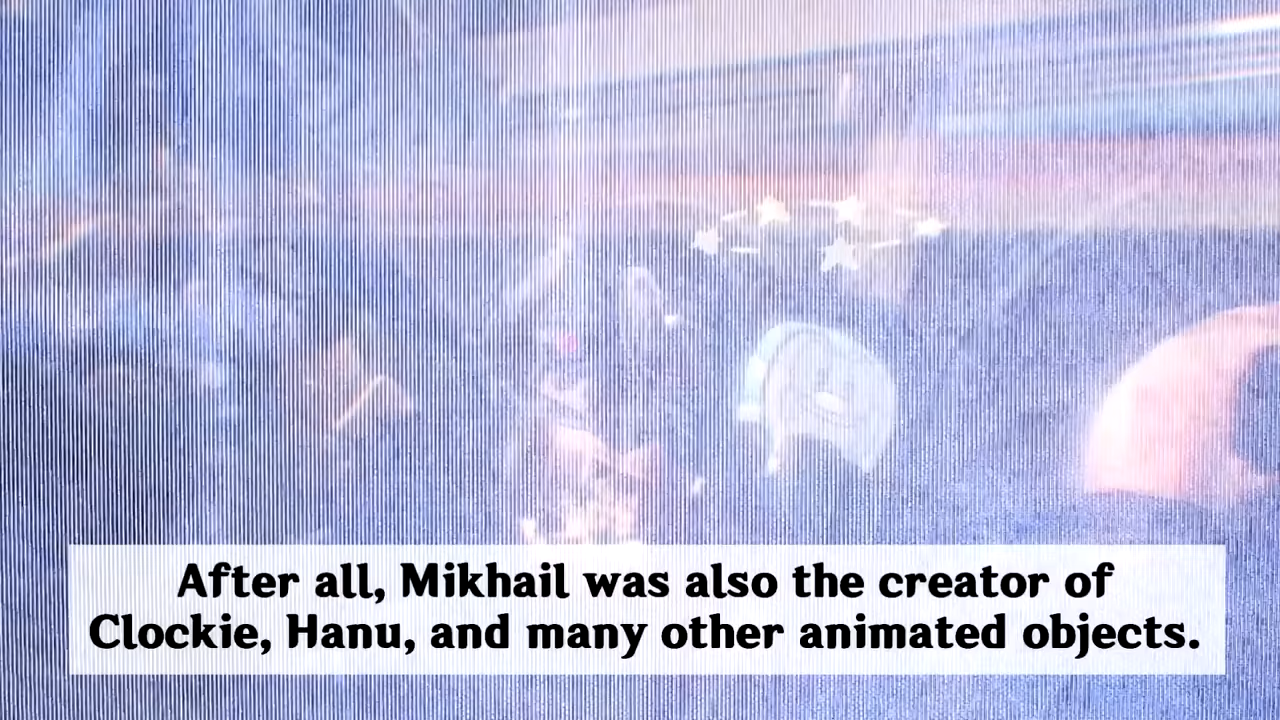 After all, Mikhail was also the creator of
Clockie, Hanu, and many other animated objects.